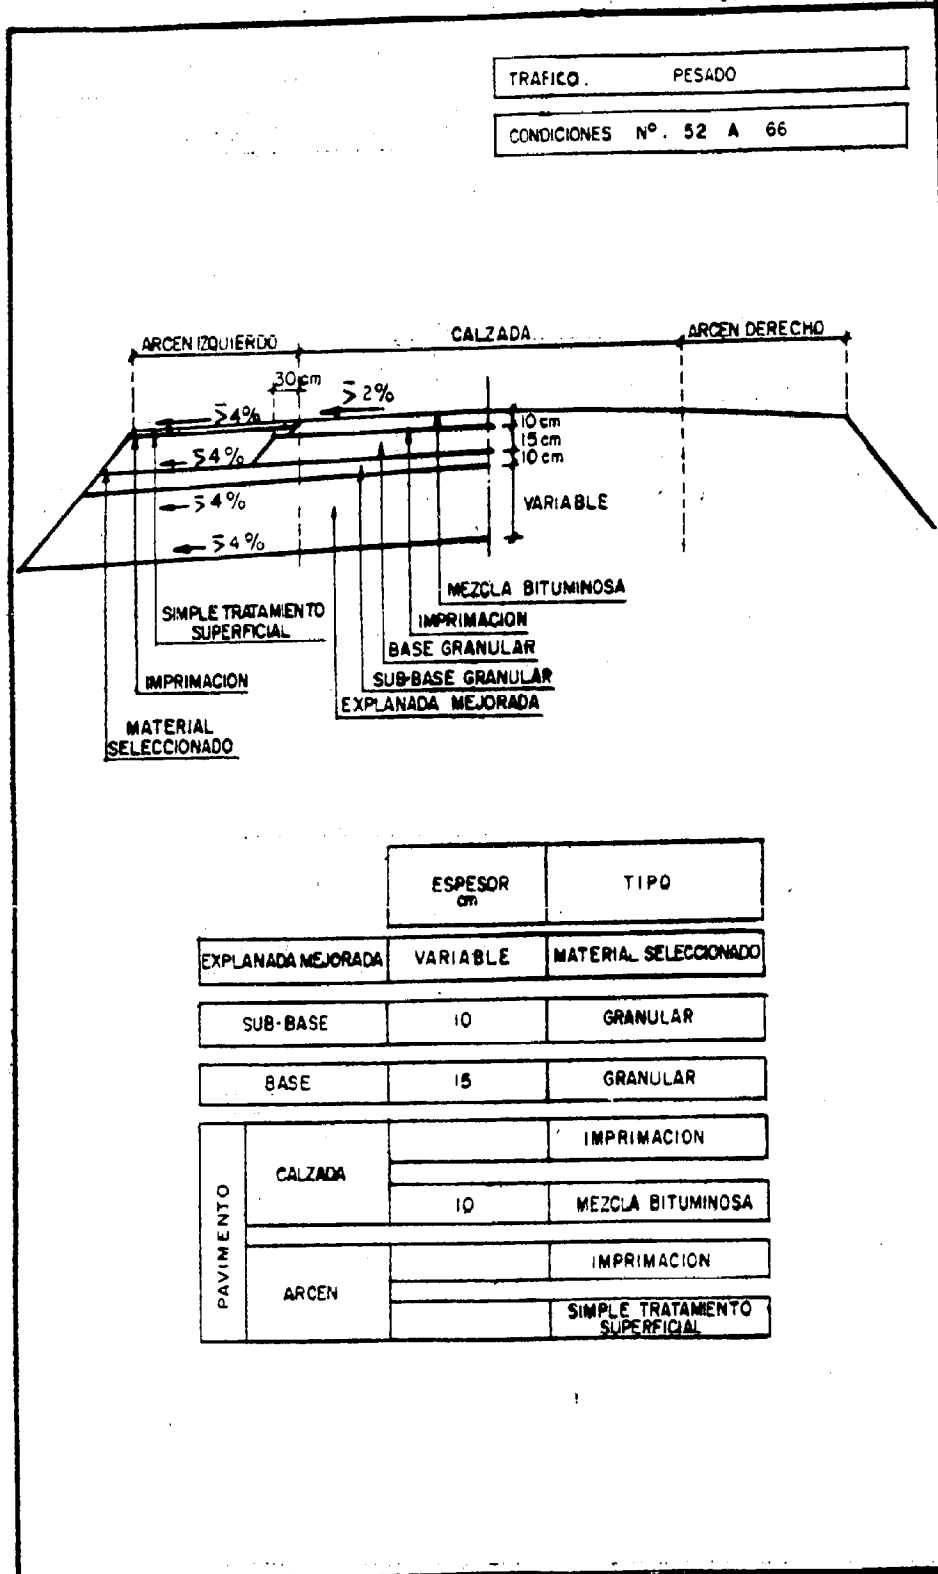 TRAFICO. PESADO
CONDICIONES Nº. 52 A 66
ARCEN IZQUIERDO
CALZADA
ARCEN DERECHO
30 cm
>2%
>4%
10 cm
15 cm
10 cm
>4%
>4%
VARIABLE
>4%
MEZCLA BITUMINOSA
SIMPLE TRATAMIENTO
SUPERFICIAL
IMPRIMACION
BASE GRANULAR
IMPRIMACION
SUB-BASE GRANULAR
EXPLANADA MEJORADA
MATERIAL
SELECCIONADO
ESPESOR
cm
TIPO
EXPLANADA MEJORADA VARIABLE MATERIAL SELECCIONADO
SUB-BASE 10 GRANULAR
BASE 15 GRANULAR
PAVIMENTO
CALZADA
IMPRIMACION
10 MEZCLA BITUMINOSA
ARCEN
IMPRIMACION
SIMPLE TRATAMIENTO
SUPERFICIAL